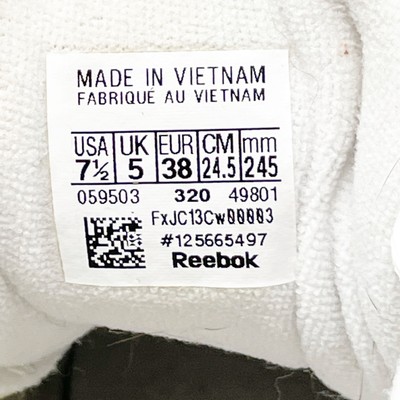 MADE IN VIETNAM
FABRIQUÉ AU VIETNAM
USA UK EUR CM mm
7½ 5 38 24.5 245
059503 320 49801
FxJC13Cw00003
#125665497
Reebok